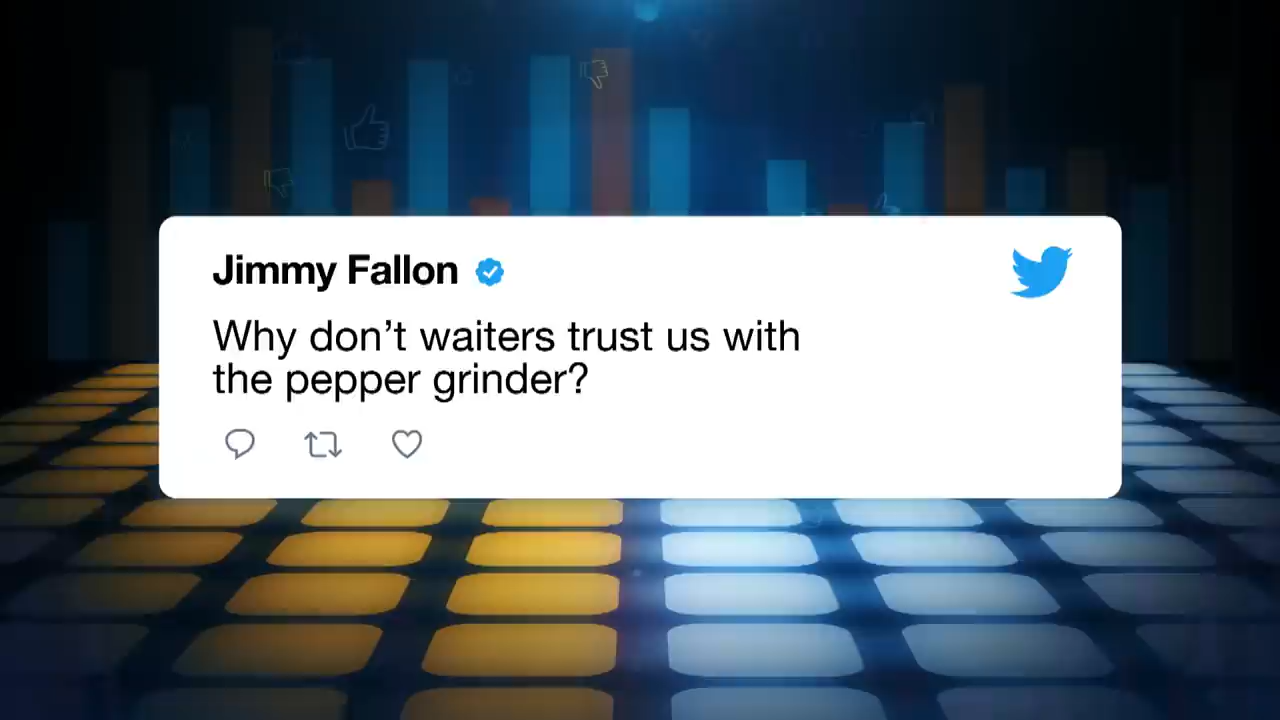 Jimmy Fallon
Why don’t waiters trust us with
the pepper grinder?